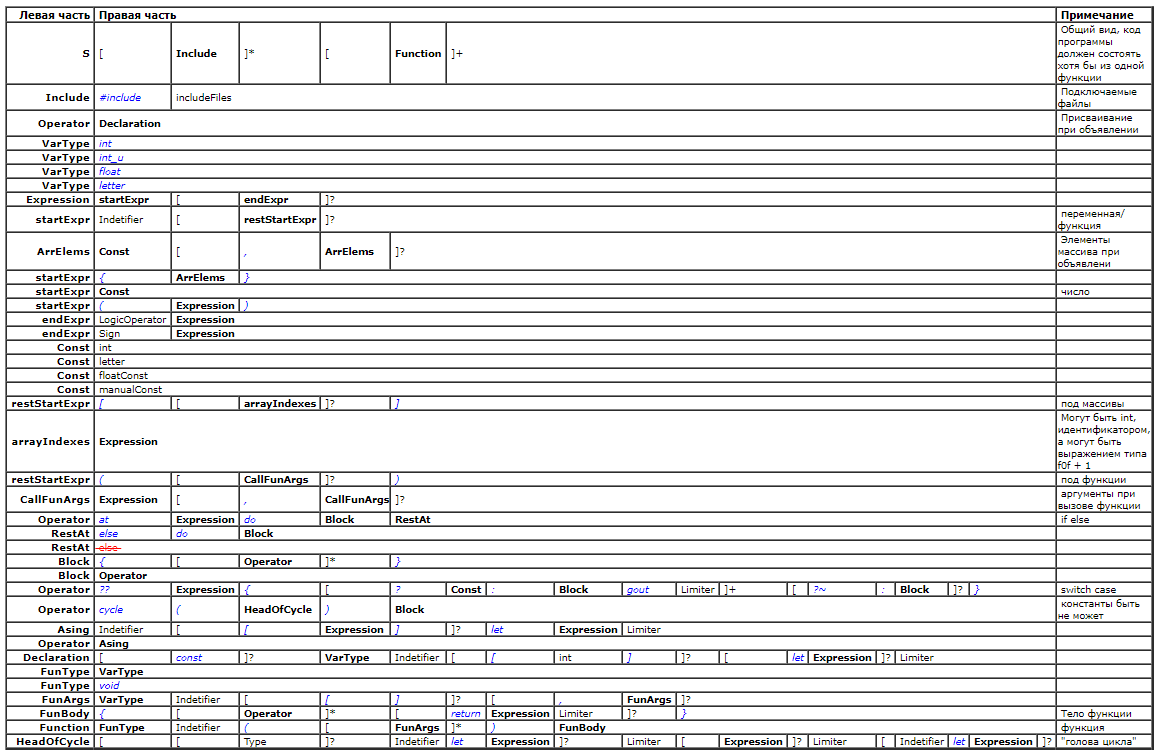 Левая часть Правая часть Примечание
S [ Include ]* [ Function ]+ Общий вид, код
программы
должен состоять
хотя бы из одной
функции
Include #include includeFiles Подключаемые
файлы
Operator Declaration Присваивание
при объявлении
VarType int
VarType int_u
VarType float
VarType letter
Expression startExpr [ endExpr ]?
startExpr Indetifier [ restStartExpr ]? переменная/
функция
ArrElems Const [ , ArrElems ]? Элементы
массива при
объявлени
startExpr { ArrElems }
startExpr Const число
startExpr ( Expression )
endExpr LogicOperator Expression
endExpr Sign Expression
Const int
Const letter
Const floatConst
Const manualConst
restStartExpr [ [ arrayIndexes ]? ] под массивы
arrayIndexes Expression Могут быть int,
идентификатором,
а могут быть
выражением типа
f0f + 1
restStartExpr ( [ CallFunArgs ]? ) под функции
CallFunArgs Expression [ , CallFunArgs ]? аргументы при
вызове функции
Operator at Expression do Block RestAt if else
RestAt else do Block
RestAt else
Block { [ Operator ]* }
Block Operator
Operator ?? Expression { [ ? Const : Block gout Limiter ]+ [ ?~ : Block ]? } switch case
Operator cycle ( HeadOfCycle ) Block константы быть
не может
Asing Indetifier [ [ Expression ] ]? let Expression Limiter
Operator Asing
Declaration [ const ]? VarType Indetifier [ [ int ] ]? [ let Expression ]? Limiter
FunType VarType
FunType void
FunArgs VarType Indetifier [ [ ] ]? [ , FunArgs ]?
FunBody { [ Operator ]* [ return Expression Limiter ]? } Тело функции
Function FunType Indetifier ( [ FunArgs ]* ) FunBody функция
HeadOfCycle [ [ Type ]? Indetifier let Expression ]? Limiter [ Expression ]? Limiter [ Indetifier let Expression ]? "голова цикла"